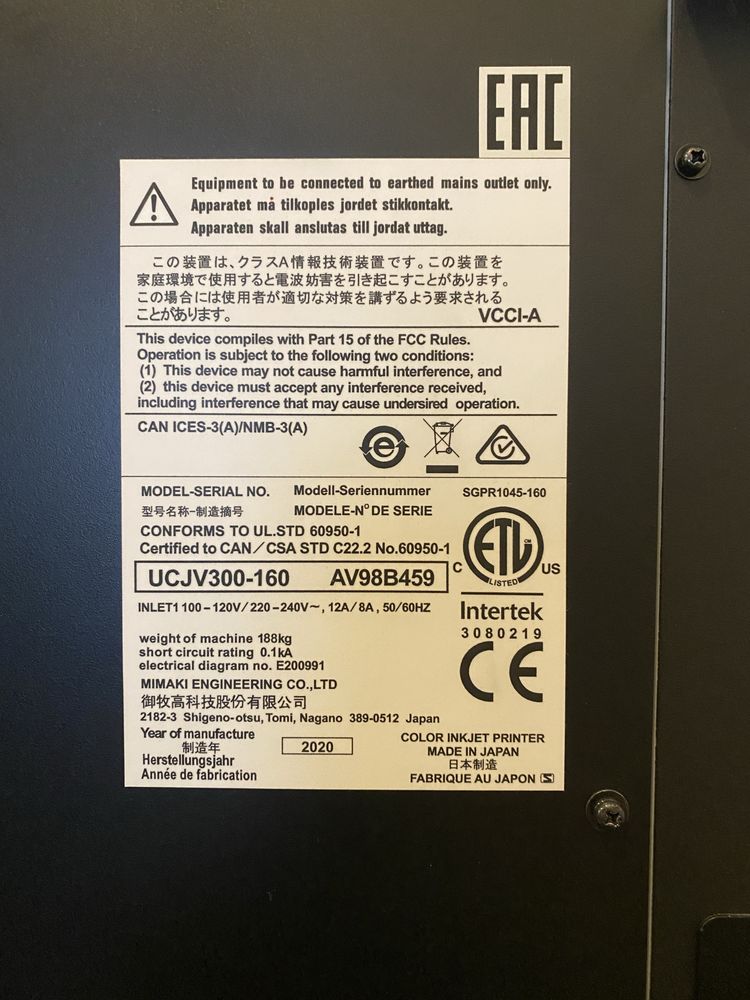 EAC
Equipment to be connected to earthed mains outlet only.
Apparatet må tilkoples jordet stikkontakt.
Apparaten skall anslutas till jordat uttag.
この装置は、クラスA情報技術装置です。この装置を
家庭環境で使用すると電波妨害を引き起こすことがあります。
この場合には使用者が適切な対策を講ずるよう要求される
ことがあります。 VCCI-A
This device compiles with Part 15 of the FCC Rules.
Operation is subject to the following two conditions:
(1) This device may not cause harmful interference, and
(2) this device must accept any interference received,
including interference that may cause undersired operation.
CAN ICES-3(A)/NMB-3(A)
MODEL-SERIAL NO. Modell-Seriennummer SGPR1045-160
型号名称-制造摘号 MODELE-N° DE SERIE
CONFORMS TO UL.STD 60950-1
Certified to CAN/CSA STD C22.2 No.60950-1
UCJV300-160 AV98B459
C ETL CM LISTED US
INLET1 100-120V/220-240V~, 12A/8A, 50/60HZ
Intertek
3080219
weight of machine 188kg
short circuit rating 0.1kA
electrical diagram no. E200991
CE
MIMAKI ENGINEERING CO.,LTD
御牧高科技股份有限公司
2182-3 Shigeno-otsu, Tomi, Nagano 389-0512 Japan
Year of manufacture
制造年
Herstellungsjahr
Année de fabrication
2020
COLOR INKJET PRINTER
MADE IN JAPAN
日本制造
FABRIQUE AU JAPON S